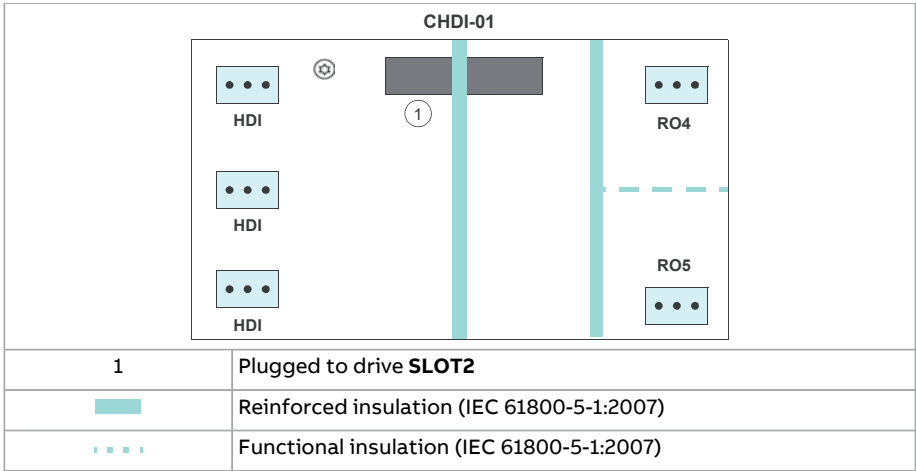 CHDI-01
HDI
1
RO4
HDI
RO5
HDI
1 Plugged to drive SLOT2
Reinforced insulation (IEC 61800-5-1:2007)
Functional insulation (IEC 61800-5-1:2007)